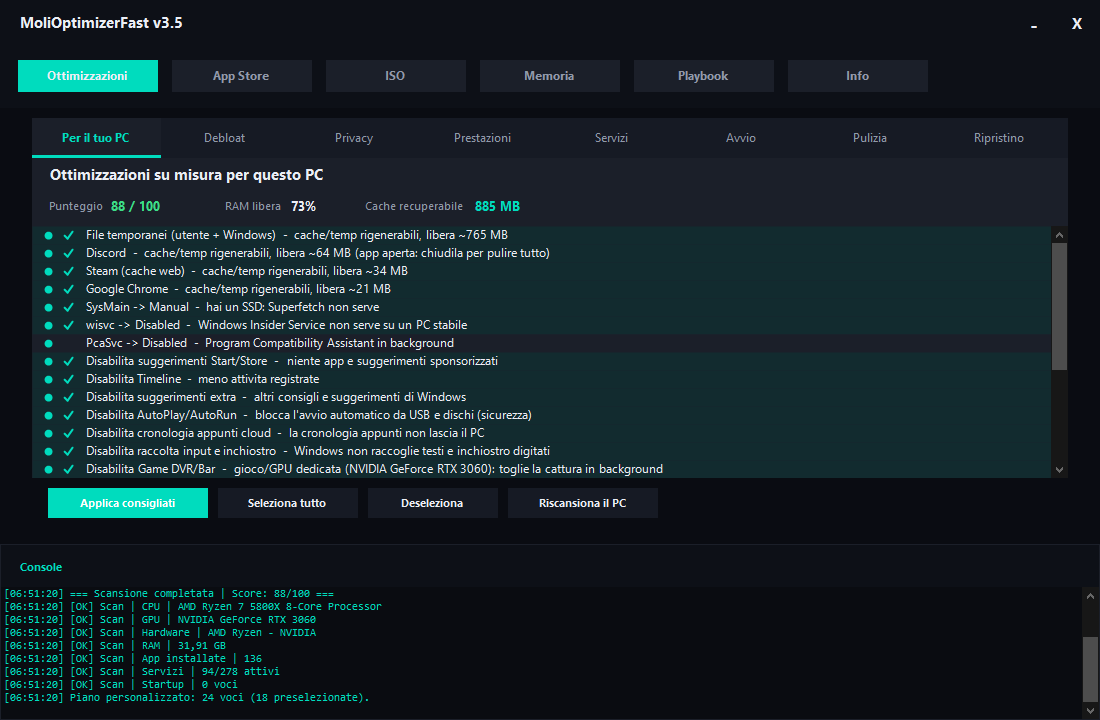 MoliOptimizerFast v3.5
- X
Ottimizzazioni App Store ISO Memoria Playbook Info
Per il tuo PC Debloat Privacy Prestazioni Servizi Avvio Pulizia Ripristino
Ottimizzazioni su misura per questo PC
Punteggio 88 / 100 RAM libera 73% Cache recuperabile 885 MB
File temporanei (utente + Windows) - cache/temp rigenerabili, libera ~765 MB
Discord - cache/temp rigenerabili, libera ~64 MB (app aperta: chiudila per pulire tutto)
Steam (cache web) - cache/temp rigenerabili, libera ~34 MB
Google Chrome - cache/temp rigenerabili, libera ~21 MB
SysMain -> Manual - hai un SSD: Superfetch non serve
wisvc -> Disabled - Windows Insider Service non serve su un PC stabile
PcaSvc -> Disabled - Program Compatibility Assistant in background
Disabilita suggerimenti Start/Store - niente app e suggerimenti sponsorizzati
Disabilita Timeline - meno attivita registrate
Disabilita suggerimenti extra - altri consigli e suggerimenti di Windows
Disabilita AutoPlay/AutoRun - blocca l'avvio automatico da USB e dischi (sicurezza)
Disabilita cronologia appunti cloud - la cronologia appunti non lascia il PC
Disabilita raccolta input e inchiostro - Windows non raccoglie testi e inchiostro digitati
Disabilita Game DVR/Bar - gioco/GPU dedicata (NVIDIA GeForce RTX 3060): toglie la cattura in background
Applica consigliati Seleziona tutto Deseleziona Riscansiona il PC
Console
[06:51:20] === Scansione completata | Score: 88/100 ===
[06:51:20] [OK] Scan | CPU | AMD Ryzen 7 5800X 8-Core Processor
[06:51:20] [OK] Scan | GPU | NVIDIA GeForce RTX 3060
[06:51:20] [OK] Scan | Hardware | AMD Ryzen - NVIDIA
[06:51:20] [OK] Scan | RAM | 31,91 GB
[06:51:20] [OK] Scan | App installate | 136
[06:51:20] [OK] Scan | Servizi | 94/278 attivi
[06:51:20] [OK] Scan | Startup | 0 voci
[06:51:20] Piano personalizzato: 24 voci (18 preselezionate).